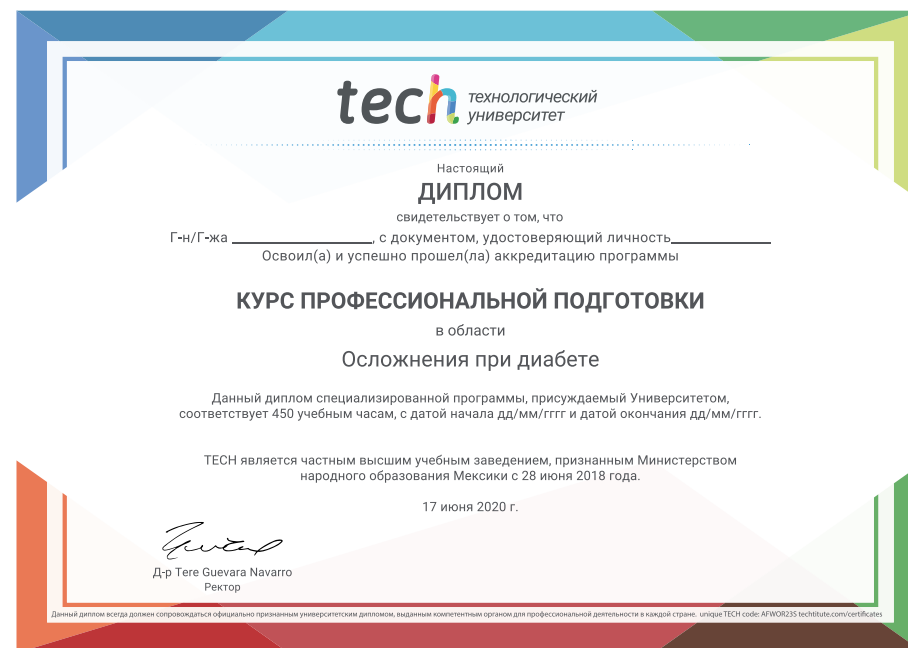 tech технологический
университет
Настоящий
ДИПЛОМ
свидетельствует о том, что
Г-н/Г-жа ____________________, с документом, удостоверяющий личность______________
Освоил(а) и успешно прошел(ла) аккредитацию программы
КУРС ПРОФЕССИОНАЛЬНОЙ ПОДГОТОВКИ
в области
Осложнения при диабете
Данный диплом специализированной программы, присуждаемый Университетом,
соответствует 450 учебным часам, с датой начала дд/мм/гггг и датой окончания дд/мм/гггг.
TECH является частным высшим учебным заведением, признанным Министерством
народного образования Мексики с 28 июня 2018 года.
17 июня 2020 г.
Д-р Tere Guevara Navarro
Ректор
Данный диплом всегда должен сопровождаться официально признанным университетским дипломом, выданным компетентным органом для профессиональной деятельности в каждой стране. unique TECH code: AFWOR23S techtitute.com/certificates